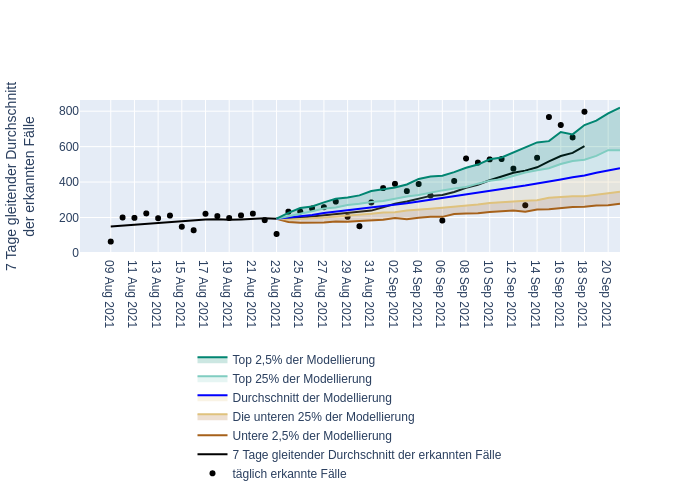 7 Tage gleitender Durchschnitt
der erkannten Fälle
800
600
400
200
0
09 Aug 2021
11 Aug 2021
13 Aug 2021
15 Aug 2021
17 Aug 2021
19 Aug 2021
21 Aug 2021
23 Aug 2021
25 Aug 2021
27 Aug 2021
29 Aug 2021
31 Aug 2021
02 Sep 2021
04 Sep 2021
06 Sep 2021
08 Sep 2021
10 Sep 2021
12 Sep 2021
14 Sep 2021
16 Sep 2021
18 Sep 2021
20 Sep 2021
Top 2,5% der Modellierung
Top 25% der Modellierung
Durchschnitt der Modellierung
Die unteren 25% der Modellierung
Untere 2,5% der Modellierung
7 Tage gleitender Durchschnitt der erkannten Fälle
täglich erkannte Fälle